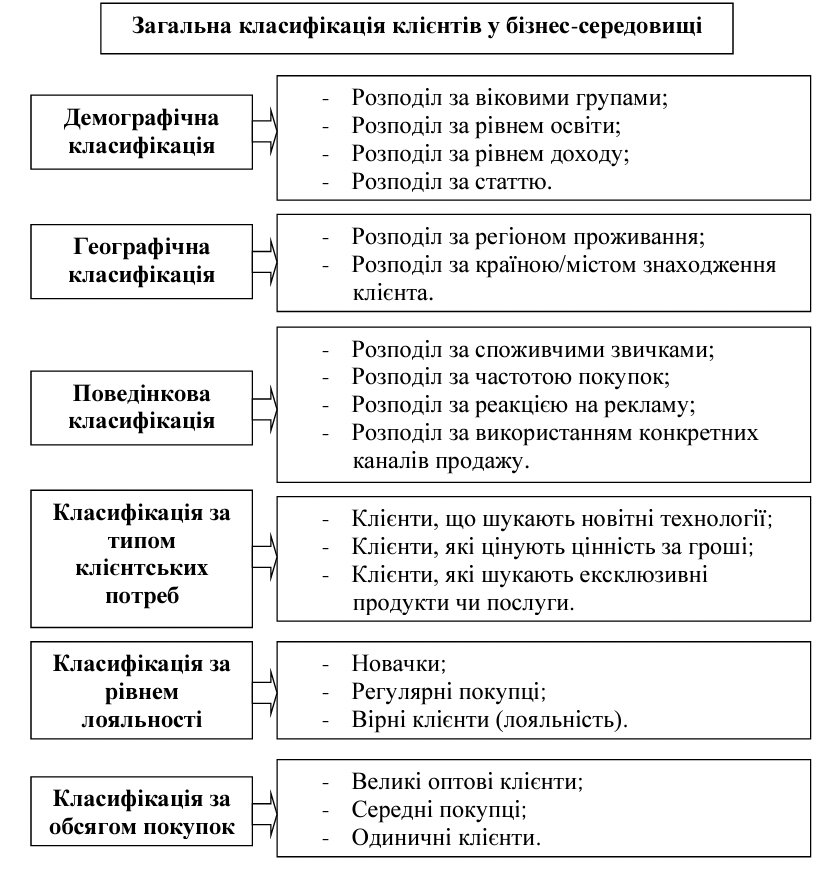 Загальна класифікація клієнтів у бізнес-середовищі
Демографічна
класифікація
- Розподіл за віковими групами;
- Розподіл за рівнем освіти;
- Розподіл за рівнем доходу;
- Розподіл за статтю.
Географічна
класифікація
- Розподіл за регіоном проживання;
- Розподіл за країною/містом знаходження
клієнта.
Поведінкова
класифікація
- Розподіл за споживчими звичками;
- Розподіл за частотою покупок;
- Розподіл за реакцією на рекламу;
- Розподіл за використанням конкретних
каналів продажу.
Класифікація за
типом
клієнтських
потреб
- Клієнти, що шукають новітні технології;
- Клієнти, які цінують цінність за гроші;
- Клієнти, які шукають ексклюзивні
продукти чи послуги.
Класифікація за
рівнем
лояльності
- Новачки;
- Регулярні покупці;
- Вірні клієнти (лояльність).
Класифікація за
обсягом покупок
- Великі оптові клієнти;
- Середні покупці;
- Одиничні клієнти.